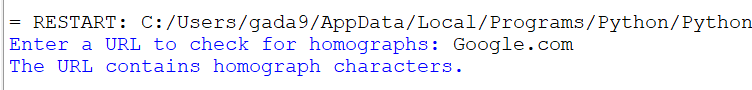 = RESTART: C:/Users/gada9/AppData/Local/Programs/Python/Python
Enter a URL to check for homographs: Google.com
The URL contains homograph characters.